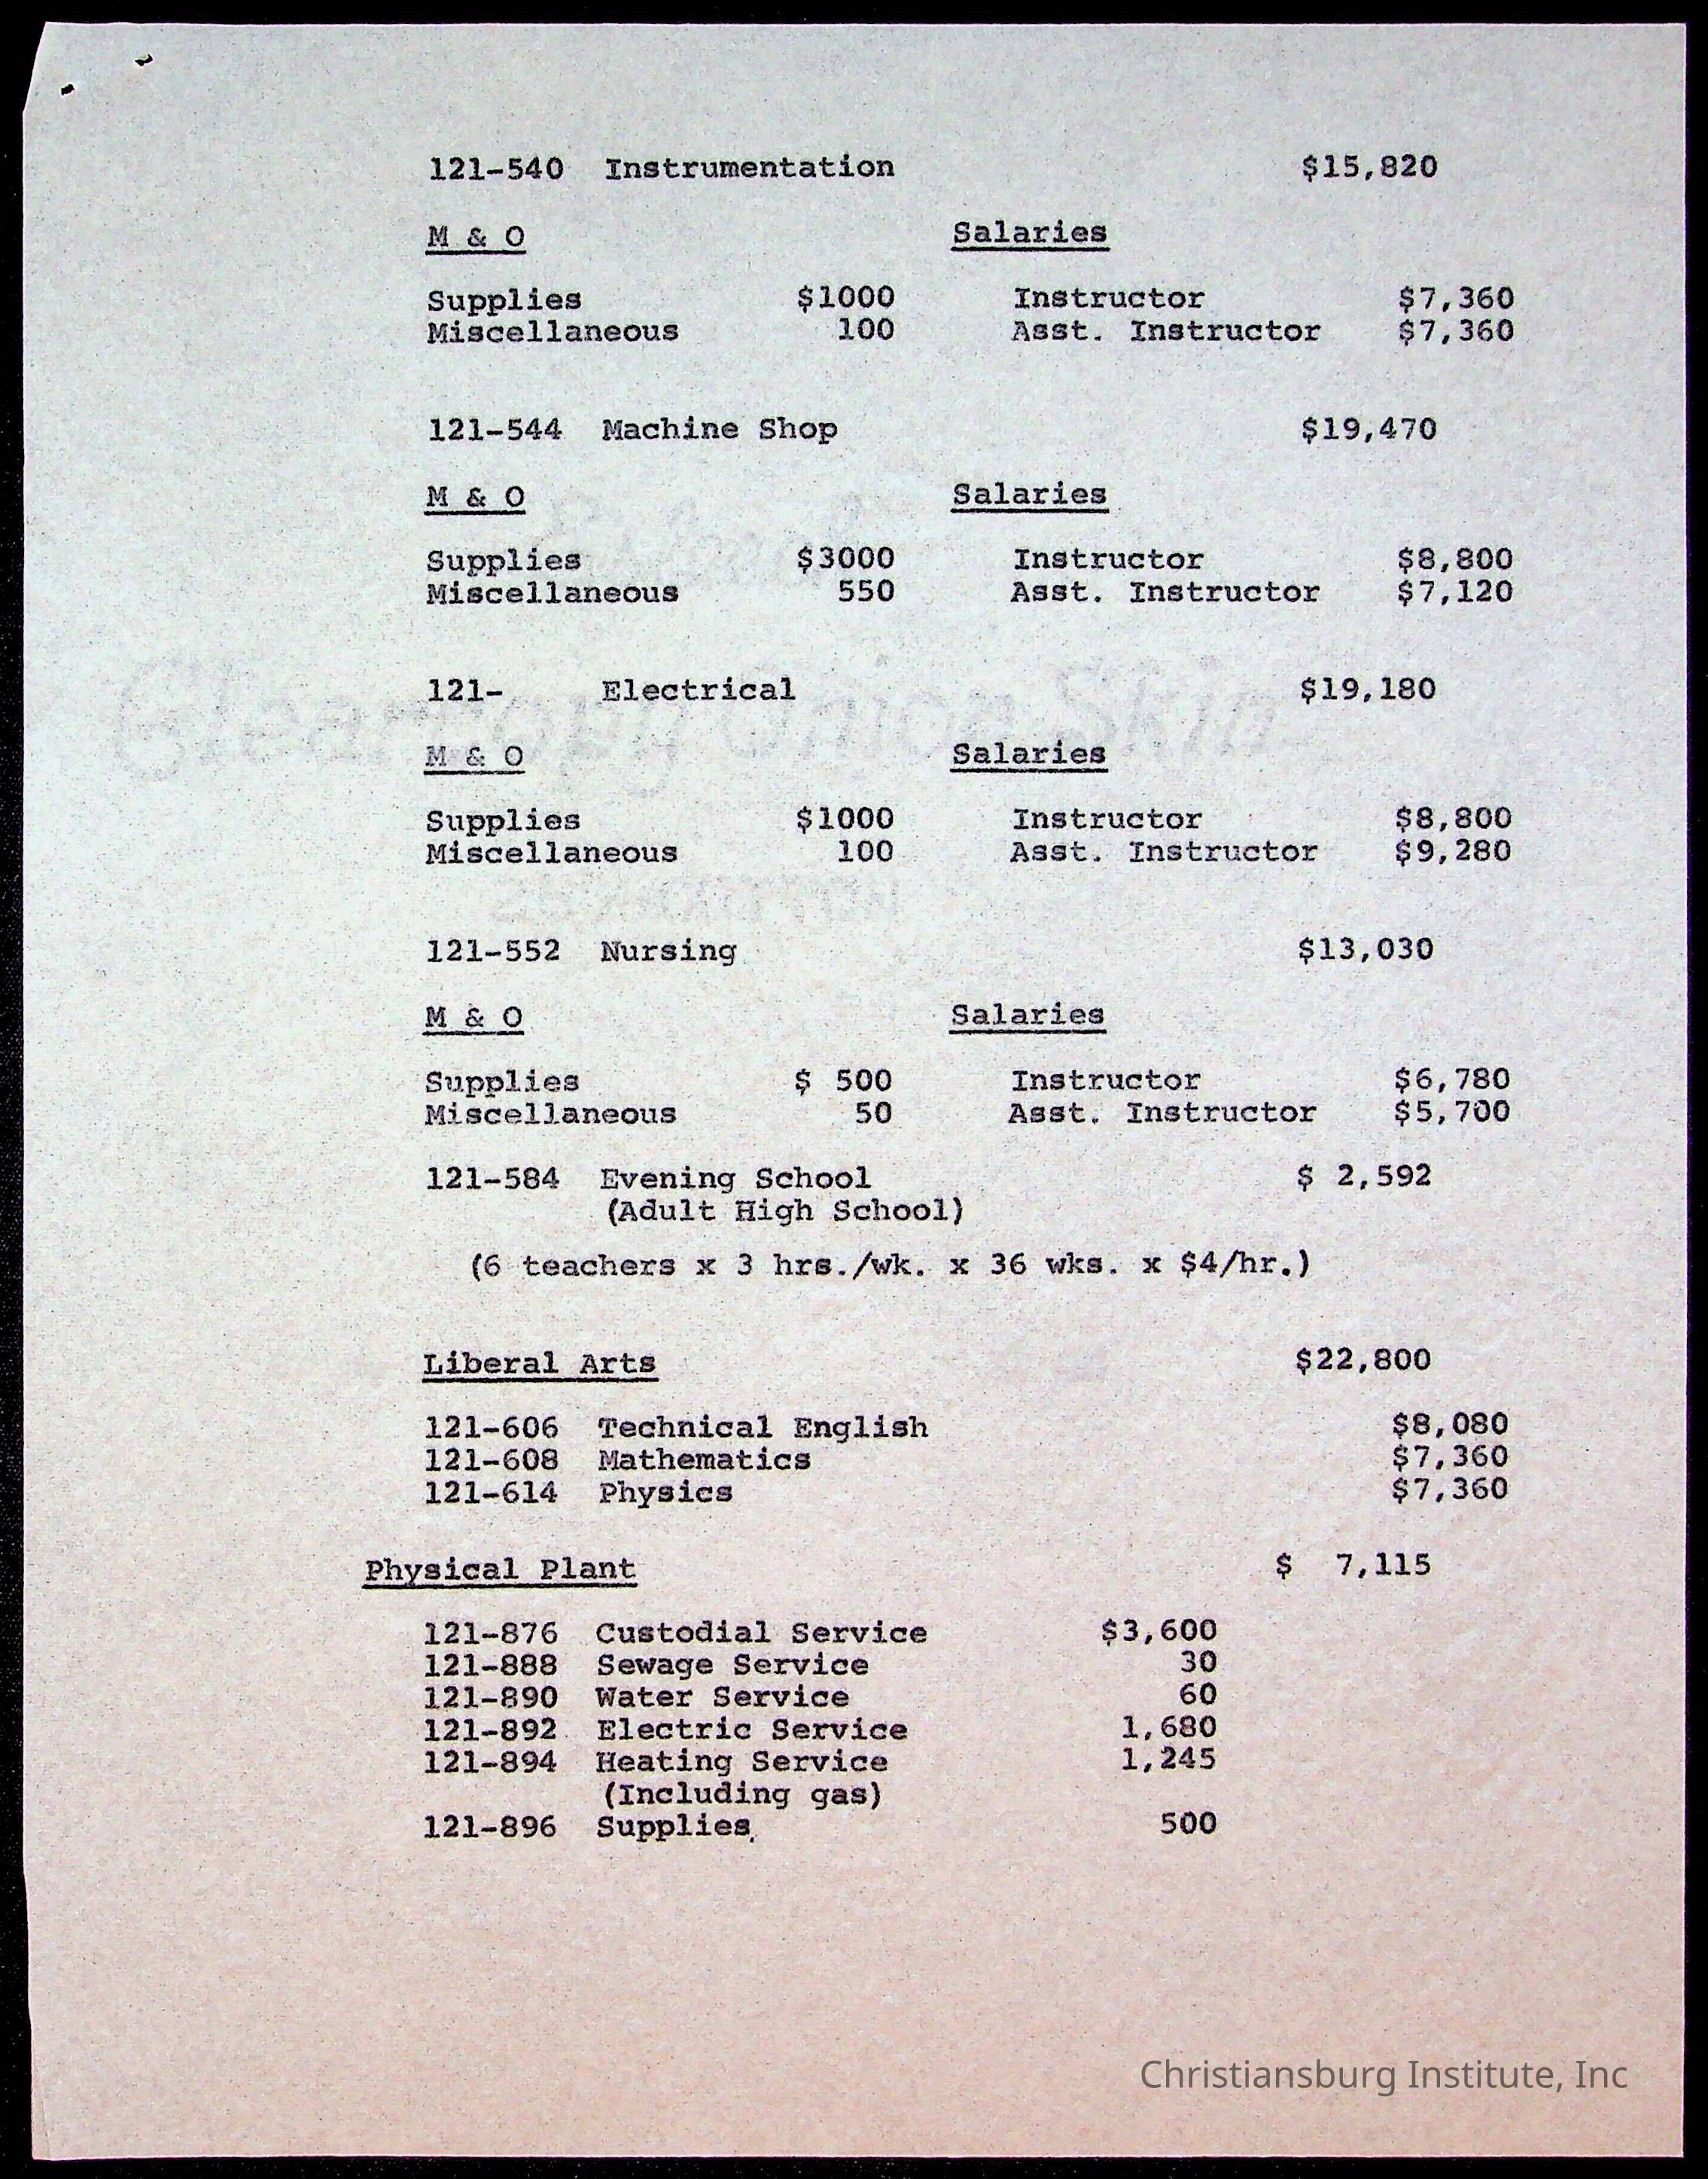 121-540 Instrumentation $15,820
M & O Salaries
Supplies $1000 Instructor $7,360
Miscellaneous 100 Asst. Instructor $7,360
121-544 Machine Shop $19,470
M & O Salaries
Supplies $3000 Instructor $8,800
Miscellaneous 550 Asst. Instructor $7,120
121- Electrical $19,180
M & O Salaries
Supplies $1000 Instructor $8,800
Miscellaneous 100 Asst. Instructor $9,280
121-552 Nursing $13,030
M & O Salaries
Supplies $ 500 Instructor $6,780
Miscellaneous 50 Asst. Instructor $5,700
121-584 Evening School $ 2,592
(Adult High School)
(6 teachers x 3 hrs./wk. x 36 wks. x $4/hr.)
Liberal Arts $22,800
121-606 Technical English $8,080
121-608 Mathematics $7,360
121-614 Physics $7,360
Physical Plant $ 7,115
121-876 Custodial Service $3,600
121-888 Sewage Service 30
121-890 Water Service 60
121-892 Electric Service 1,680
121-894 Heating Service 1,245
(Including gas)
121-896 Supplies 500
Christiansburg Institute, Inc